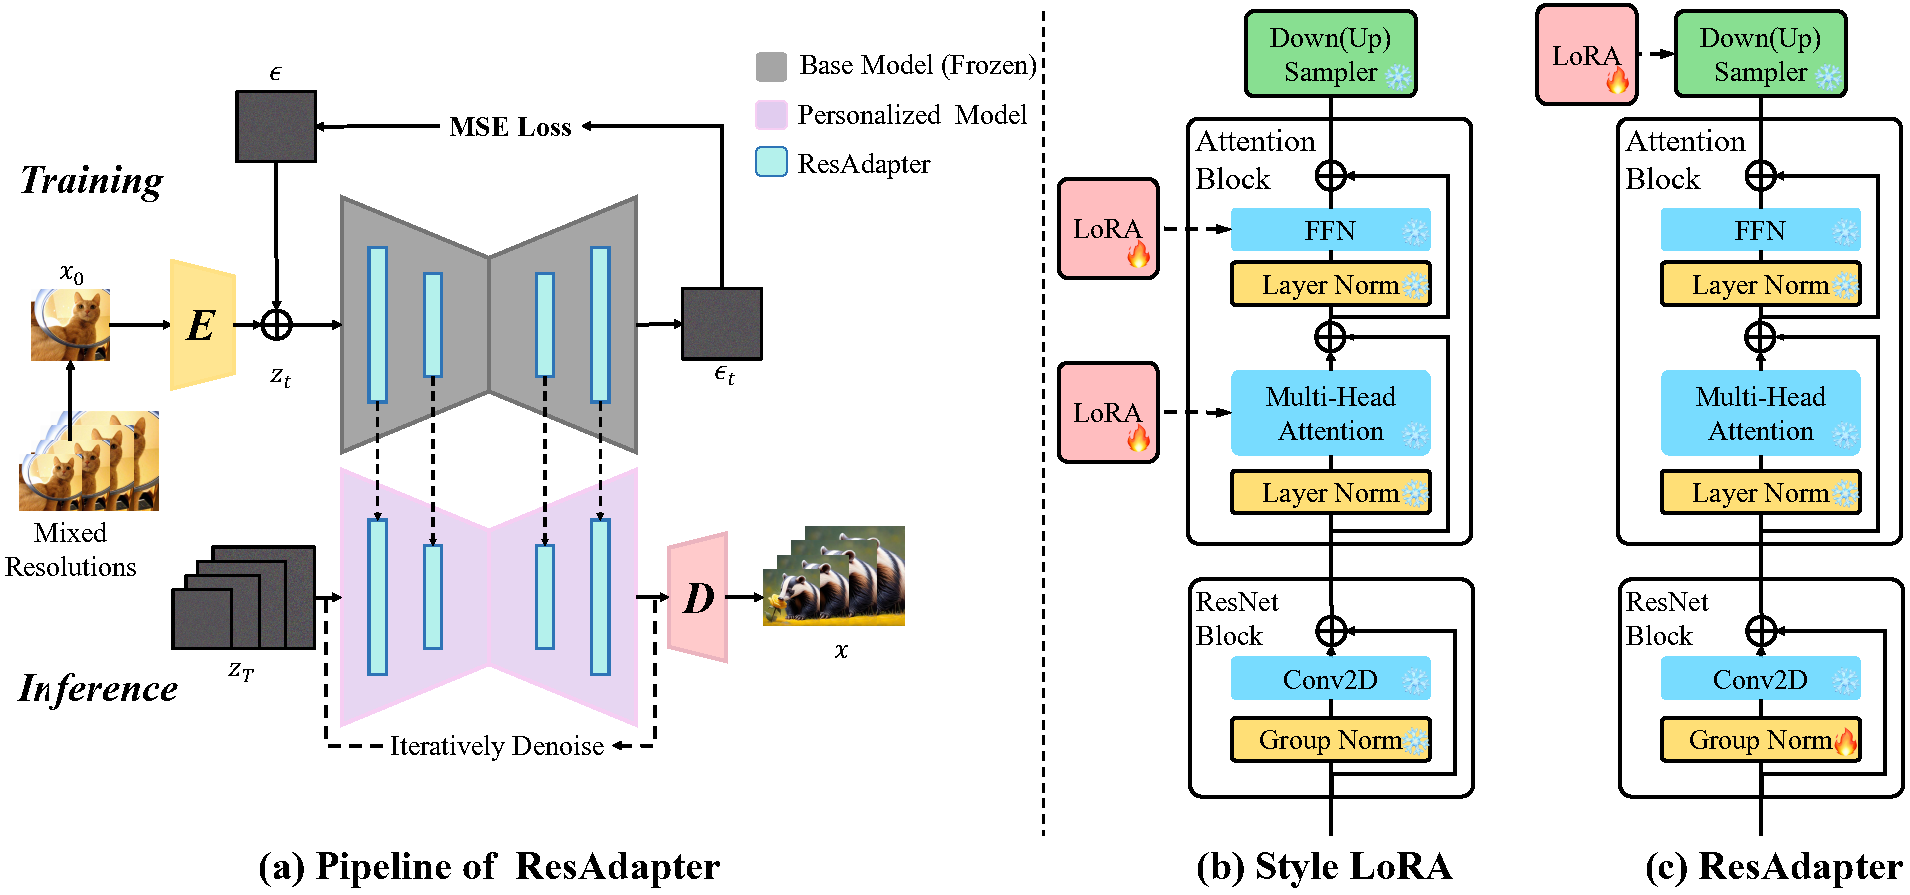 Training
ϵ
MSE Loss
Base Model (Frozen)
Personalized Model
ResAdapter
x₀
E
z_t
ϵ_t
Mixed
Resolutions
Inference
z_T
D
x
Iteratively Denoise
(a) Pipeline of ResAdapter
Down(Up)
Sampler
Attention
Block
LoRA
FFN
Layer Norm
LoRA
Multi-Head
Attention
Layer Norm
ResNet
Block
Conv2D
Group Norm
(b) Style LoRA
LoRA
Down(Up)
Sampler
Attention
Block
FFN
Layer Norm
Multi-Head
Attention
Layer Norm
ResNet
Block
Conv2D
Group Norm
(c) ResAdapter